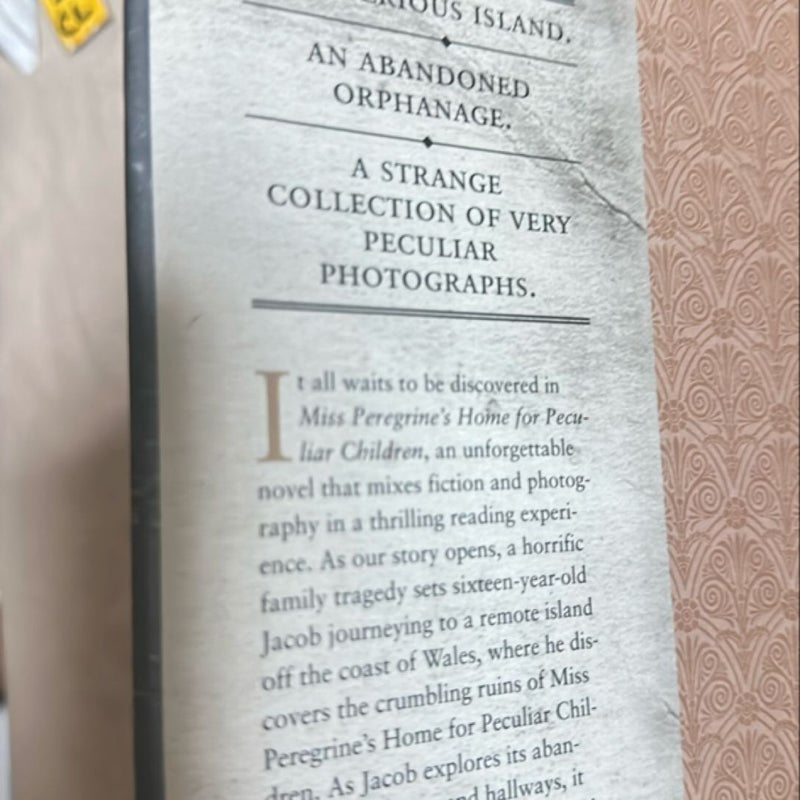 ISLAND.
AN ABANDONED
ORPHANAGE.
A STRANGE
COLLECTION OF VERY
PECULIAR
PHOTOGRAPHS.
It all waits to be discovered in
Miss Peregrine's Home for Pecu-
liar Children, an unforgettable
novel that mixes fiction and photog-
raphy in a thrilling reading experi-
ence. As our story opens, a horrific
family tragedy sets sixteen-year-old
Jacob journeying to a remote island
off the coast of Wales, where he dis-
covers the crumbling ruins of Miss
Peregrine's Home for Peculiar Chil-
dren. As Jacob explores its aban-
hallways, it